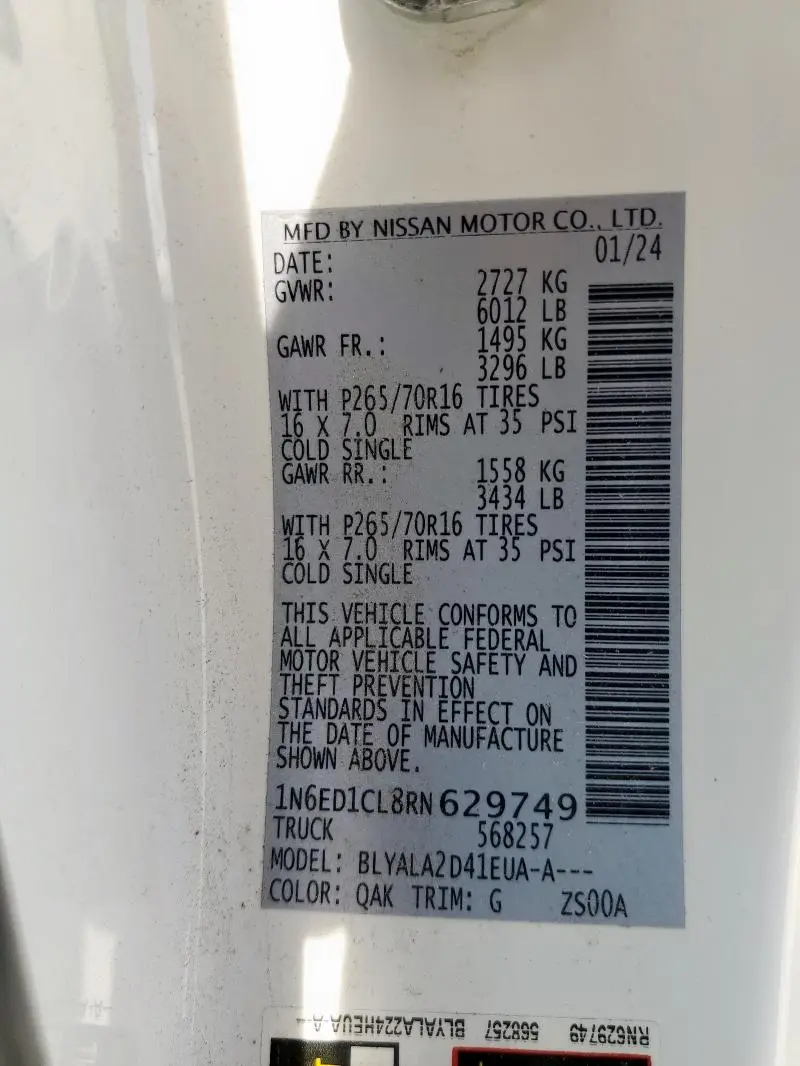 MFD BY NISSAN MOTOR CO., LTD.
DATE: 01/24
GVWR: 2727 KG
6012 LB
GAWR FR.: 1495 KG
3296 LB
WITH P265/70R16 TIRES
16 X 7.0 RIMS AT 35 PSI
COLD SINGLE
GAWR RR.: 1558 KG
3434 LB
WITH P265/70R16 TIRES
16 X 7.0 RIMS AT 35 PSI
COLD SINGLE
THIS VEHICLE CONFORMS TO
ALL APPLICABLE FEDERAL
MOTOR VEHICLE SAFETY AND
THEFT PREVENTION
STANDARDS IN EFFECT ON
THE DATE OF MANUFACTURE
SHOWN ABOVE.
1N6ED1CL8RN629749
TRUCK 568257
MODEL: BLYALA2D41EUA-A---
COLOR: QAK TRIM: G ZS00A
RN629749 568257 BLYALA224HEUA-A